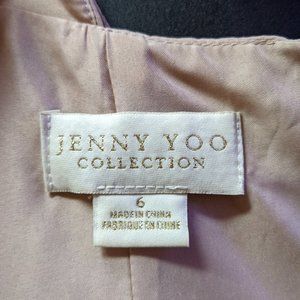 JENNY YOO
COLLECTION
6
MADE IN CHINA
FABRIQUE EN CHINE